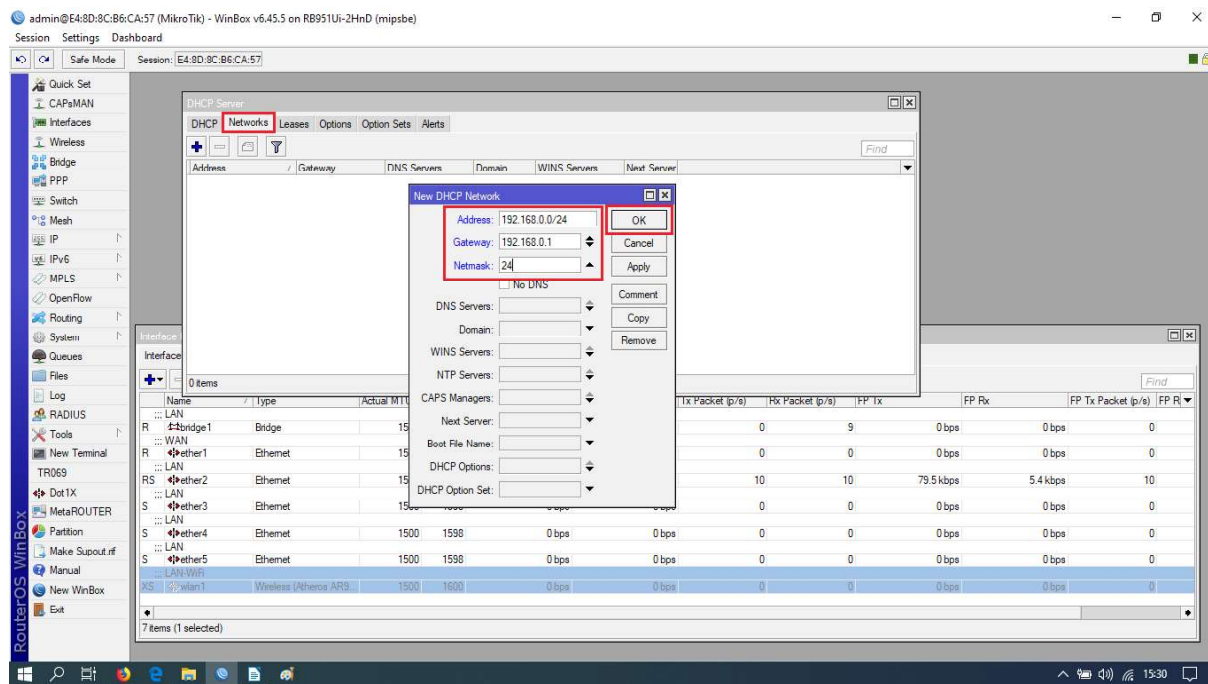 admin@E4:8D:8C:B6:CA:57 (MikroTik) - WinBox v6.45.5 on RB951Ui-2HnD (mipsbe)
Session Settings Dashboard
Safe Mode Session: E4:8D:8C:B6:CA:57
Quick Set
CAPsMAN
Interfaces
Wireless
Bridge
PPP
Switch
Mesh
IP
IPv6
MPLS
OpenFlow
Routing
System
Queues
Files
Log
RADIUS
Tools
New Terminal
TR069
Dot1X
MetaROUTER
Partition
Make Supout.rif
Manual
New WinBox
Exit
RouterOS WinBox
DHCP Server
DHCP Networks Leases Options Option Sets Alerts
Find
Address / Gateway DNS Servers Domain WINS Servers Next Server
0 items
New DHCP Network
Address: 192.168.0.0/24 OK
Gateway: 192.168.0.1 Cancel
Netmask: 24 Apply
No DNS
Comment
DNS Servers:
Copy
Domain:
Remove
WINS Servers:
NTP Servers:
CAPS Managers:
Next Server:
Boot File Name:
DHCP Options:
DHCP Option Set:
Interface
Interface
Find
Name / Type Actual MTU Tx Packet (p/s) Rx Packet (p/s) FP Tx FP Rx FP Tx Packet (p/s) FP R
;;; LAN
R bridge1 Bridge 15 0 9 0 bps 0 bps 0
;;; WAN
R ether1 Ethernet 15 0 0 0 bps 0 bps 0
;;; LAN
RS ether2 Ethernet 15 10 10 79.5 kbps 5.4 kbps 10
;;; LAN
S ether3 Ethernet 0 0 0 bps 0 bps 0
;;; LAN
S ether4 Ethernet 1500 1598 0 bps 0 bps 0 0 0 bps 0 bps 0
;;; LAN
S ether5 Ethernet 1500 1598 0 bps 0 bps 0 0 0 bps 0 bps 0
;;; LAN-WiFi
XS wlan1 Wireless (Atheros AR9... 1500 1600 0 bps 0 bps 0 0 0 bps 0 bps 0
7 items (1 selected)
15:30